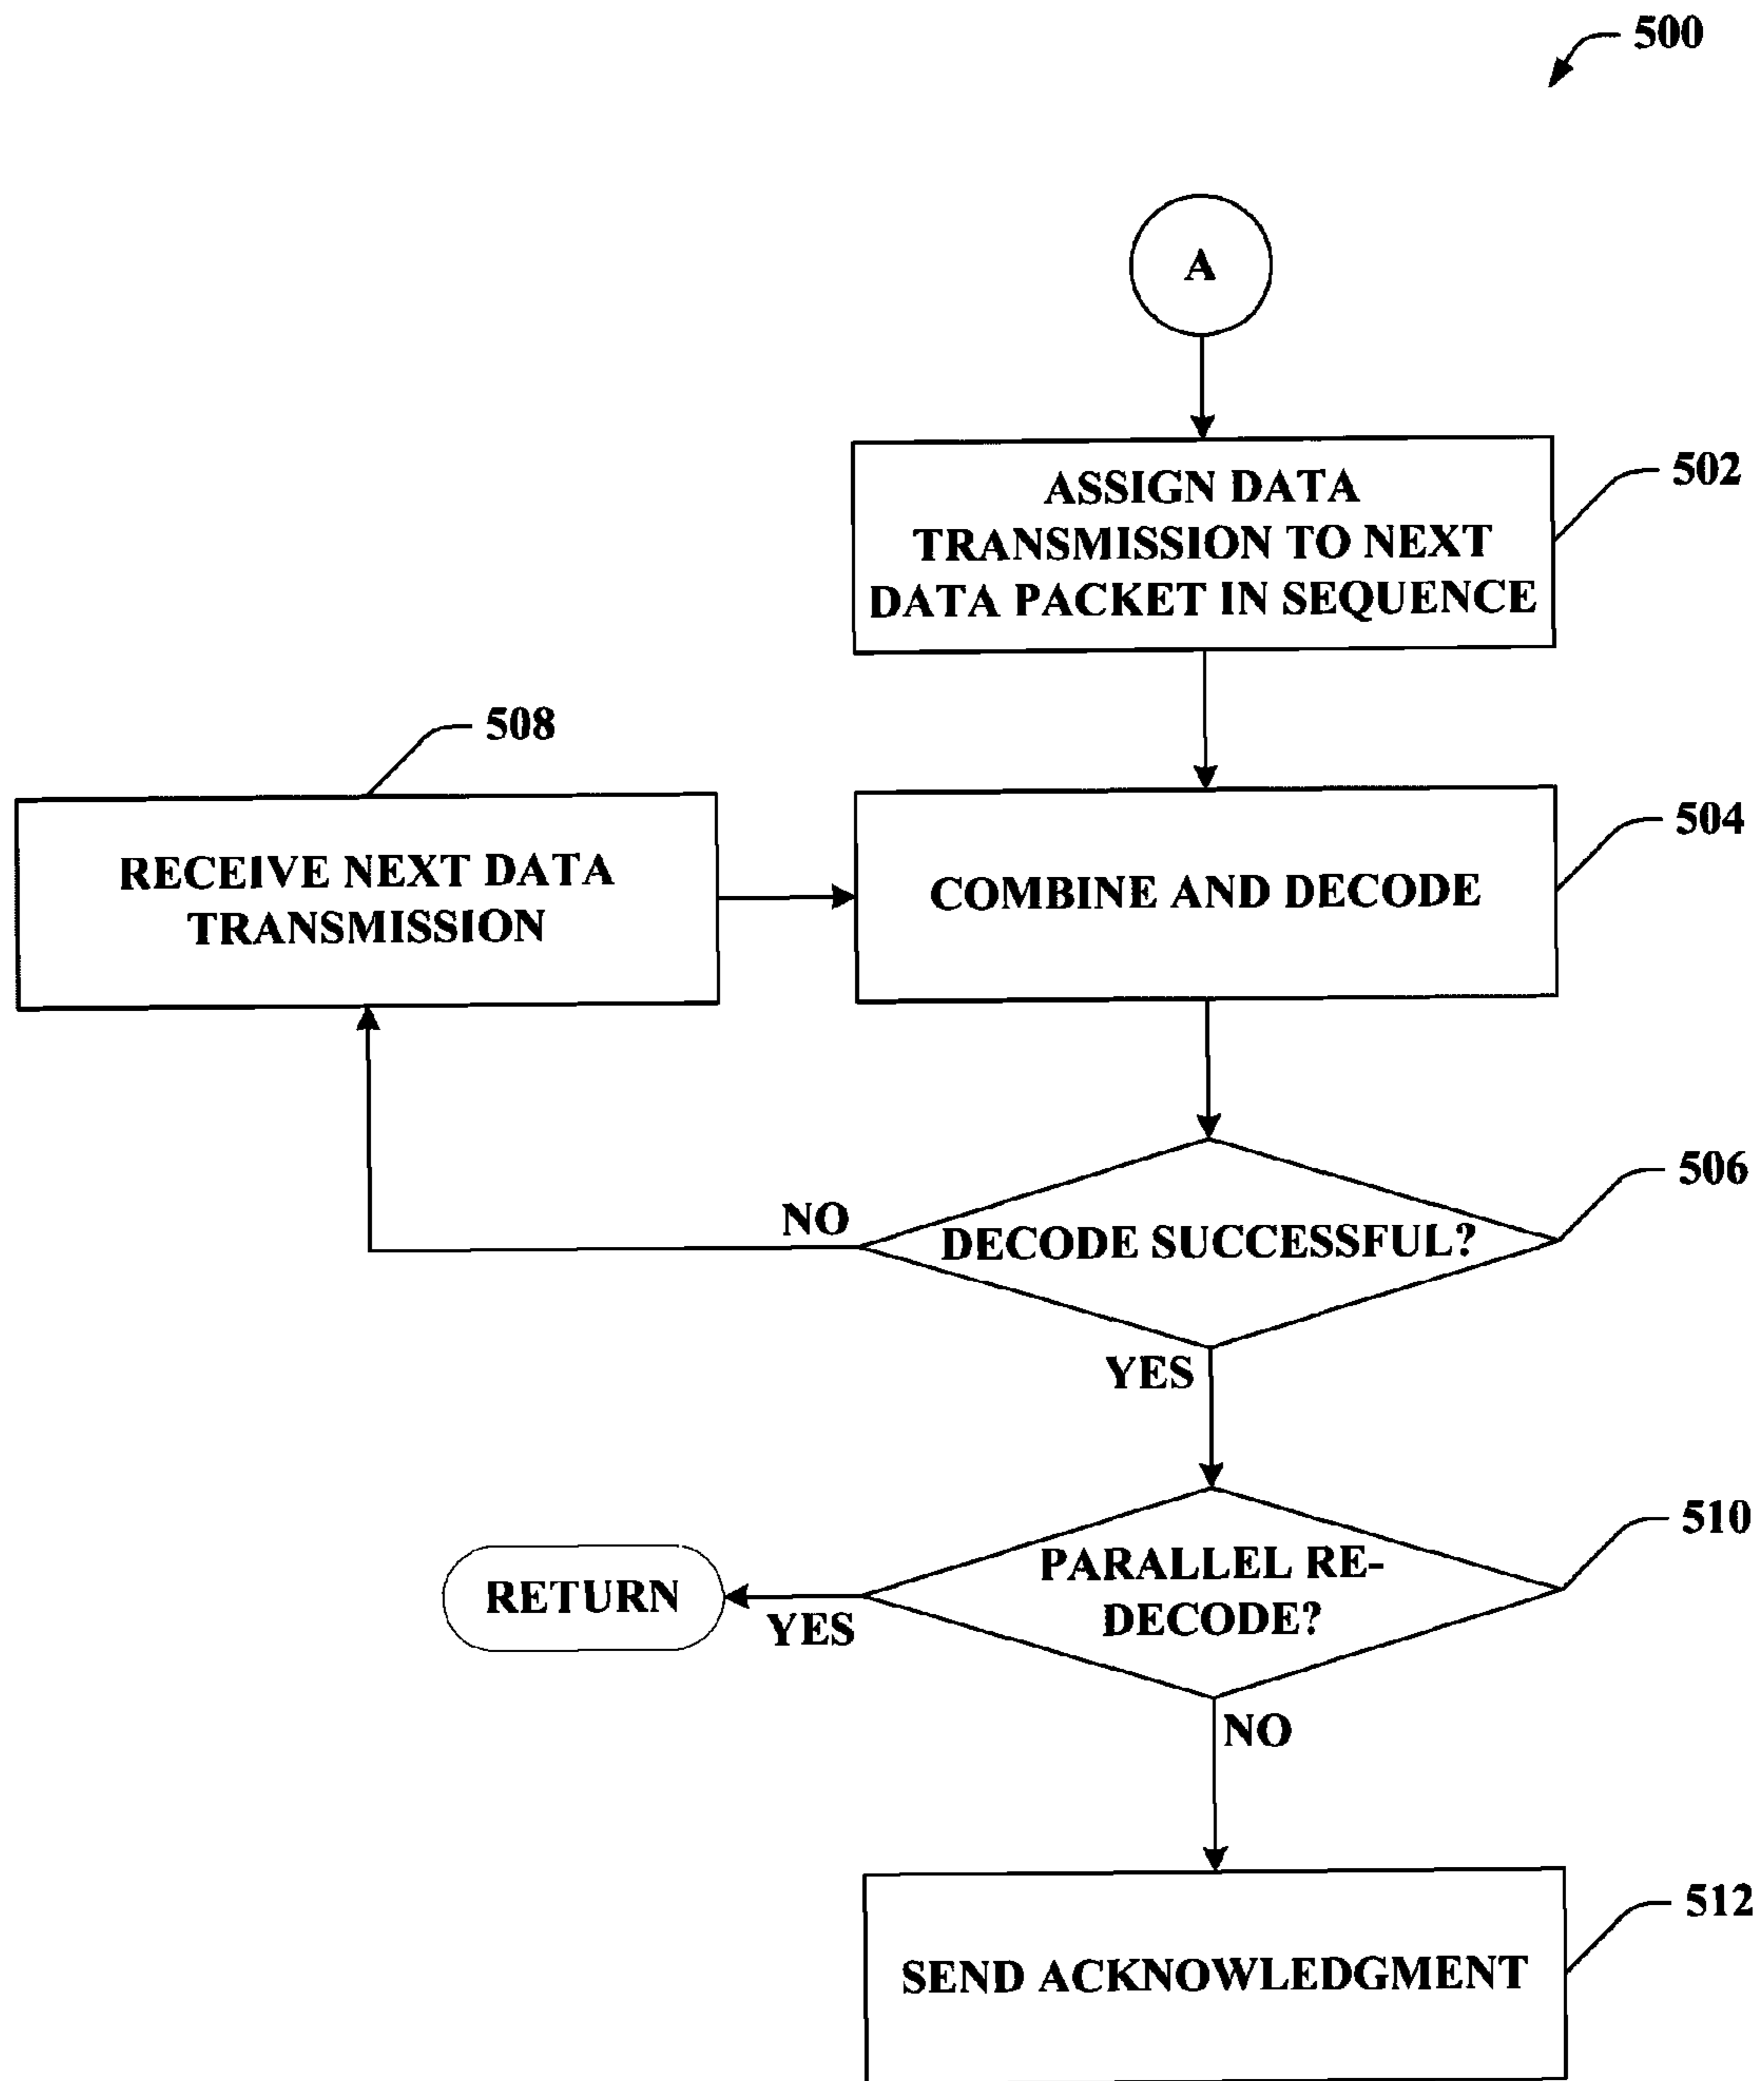 500
A
ASSIGN DATA
TRANSMISSION TO NEXT
DATA PACKET IN SEQUENCE
502
508
RECEIVE NEXT DATA
TRANSMISSION
COMBINE AND DECODE
504
NO
DECODE SUCCESSFUL?
506
YES
PARALLEL RE-
DECODE?
510
RETURN
YES
NO
SEND ACKNOWLEDGMENT
512